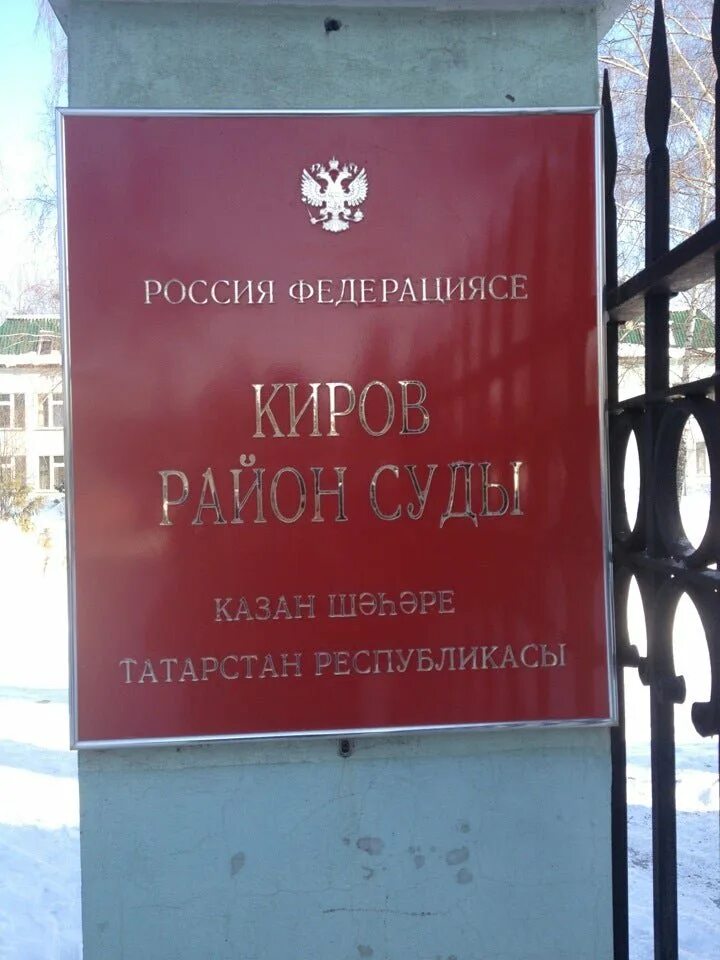 РОССИЯ ФЕДЕРАЦИЯСЕ
КИРОВ
РАЙОН СУДЫ
КАЗАН ШӘҺӘРЕ
ТАТАРСТАН РЕСПУБЛИКАСЫ